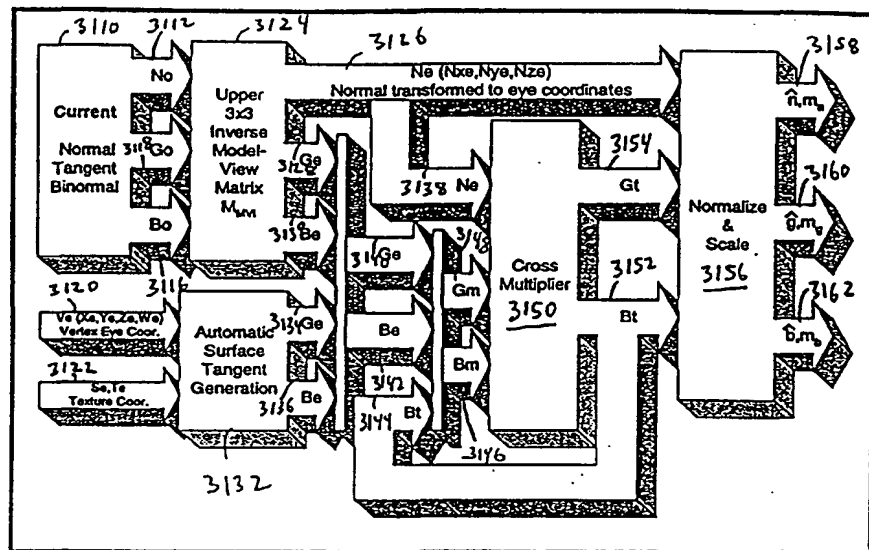 3110
3112
3124
3126
3158
No
Current
Normal
Tangent
Binormal
3118
Go
Bo
3116
Upper
3x3
Inverse
Model-
View
Matrix
Ne (Nxe,Nye,Nze)
Normal transformed to eye coordinates
Ge
3138
Be
3120
Ve (Xe,Ye,Ze,We)
Vertex Eye Coor.
3122
Se,Te
Texture Coor.
Automatic
Surface
Tangent
Generation
3132
3134
Ge
3136
Be
3138
Ne
3148
Ge
Be
3142
3144
Bt
3148
Gm
Bm
3146
Cross
Multiplier
3150
3154
Gt
3152
Bt
Normalize
&
Scale
3156
n̂,mₙ
3160
ĝ,m
3162
b̂,m